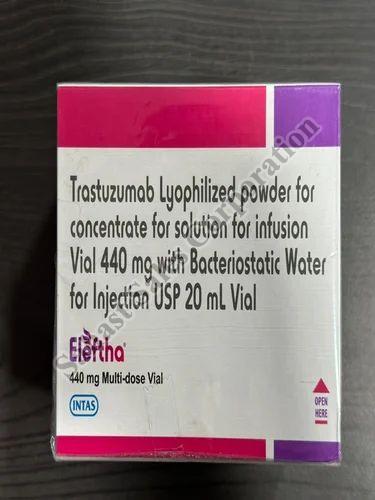 Trastuzumab Lyophilized powder for
concentrate for solution for infusion
Vial 440 mg with Bacteriostatic Water
for Injection USP 20 mL Vial
Eleftha®
440 mg Multi-dose Vial
INTAS
OPEN
HERE
Corporation